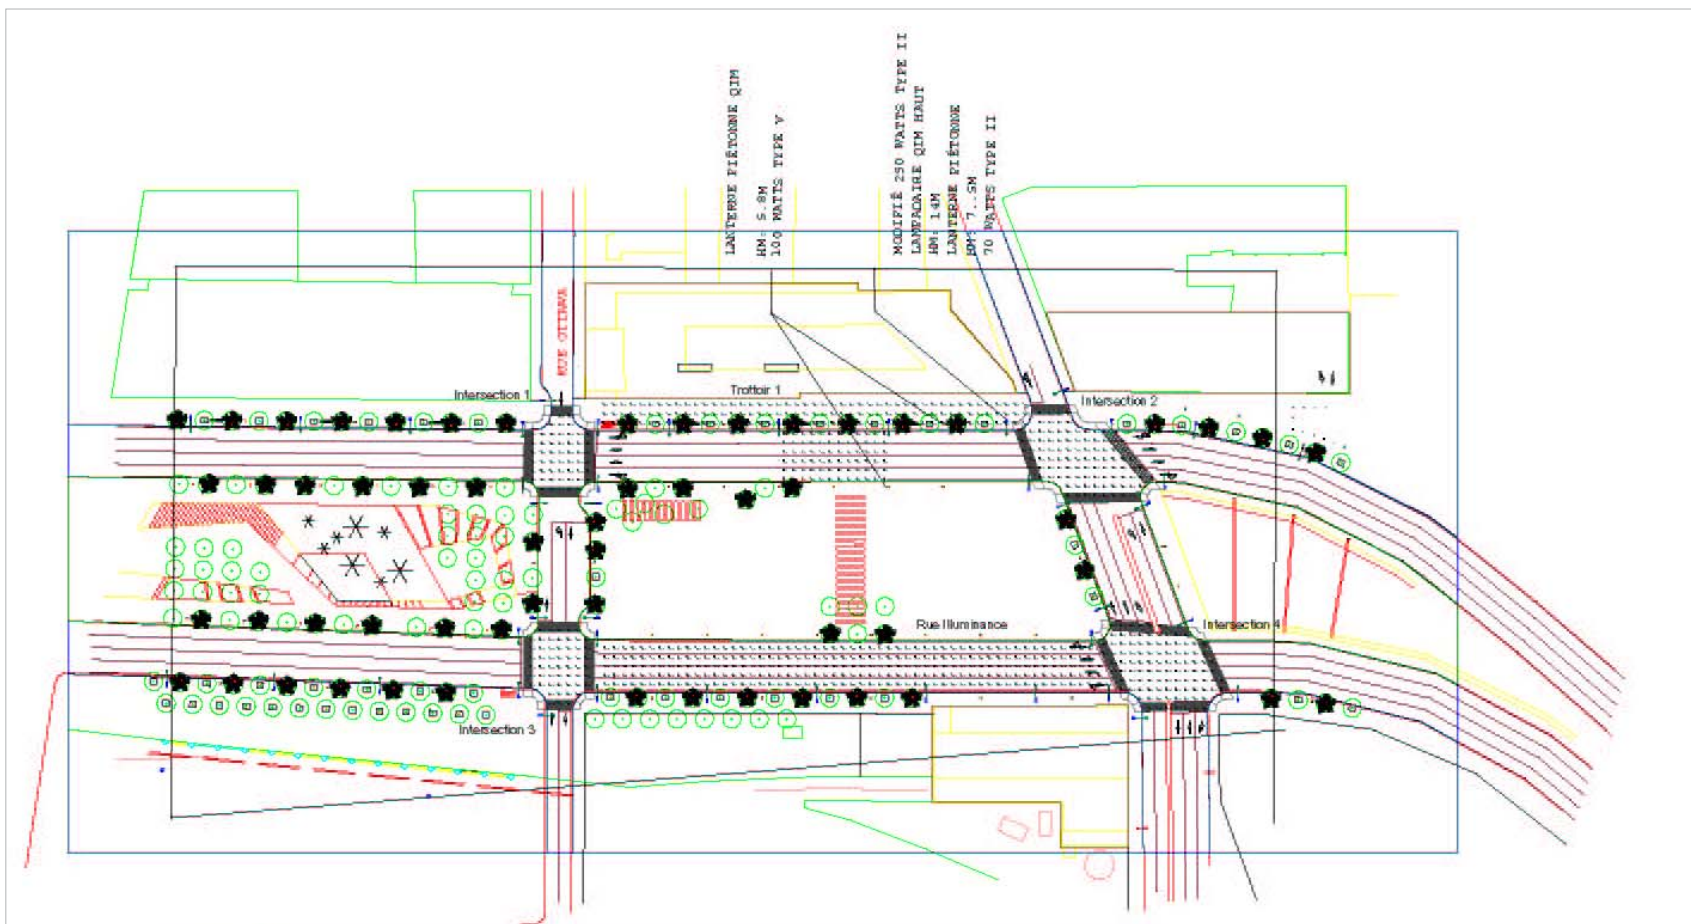 LANTERNE PIÉTONNE QIM
HM: 5.8M
100 WATTS TYPE V
MODIFIÉ 250 WATTS TYPE II
LAMPADAIRE QIM HAUT
HM: 14M
LANTERNE PIÉTONNE
HM: 7..5M
70 WATTS TYPE II
RUE OTTAWA
Intersection 1
Trottoir 1
Intersection 2
Rue Illuminance
Intersection 4
Intersection 3